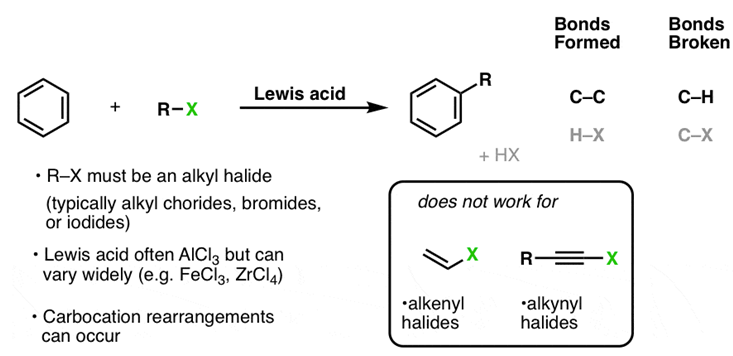 Bonds Formed
Bonds Broken
+
R–X
Lewis acid
R
C–C
C–H
H–X
C–X
+ HX
• R–X must be an alkyl halide
(typically alkyl chorides, bromides,
or iodides)
• Lewis acid often AlCl3 but can
vary widely (e.g. FeCl3, ZrCl4)
• Carbocation rearrangements
can occur
does not work for
X
R
X
•alkenyl
halides
•alkynyl
halides